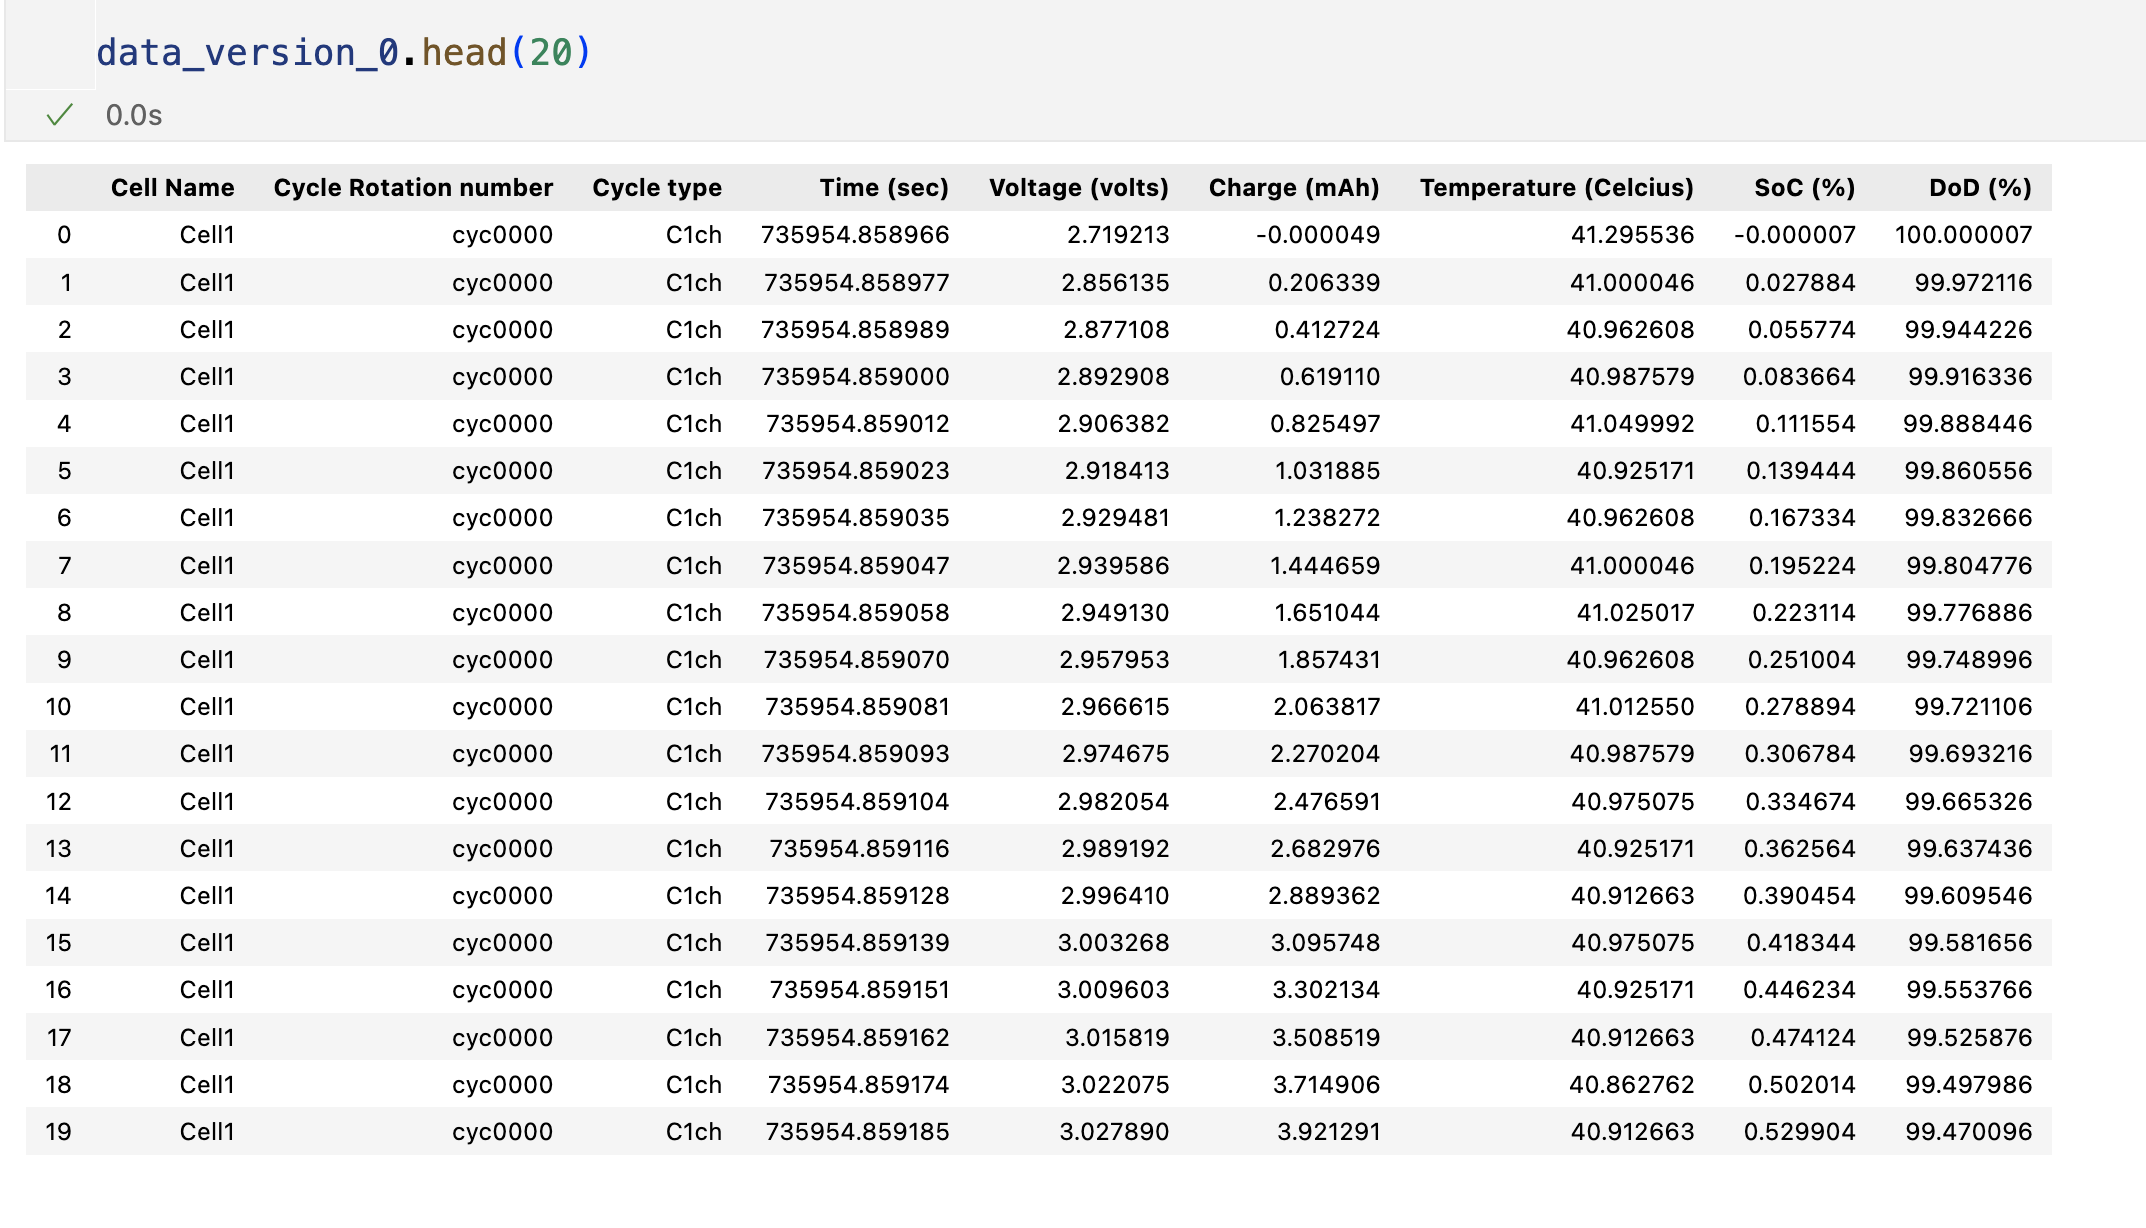 data_version_0.head(20)
✓ 0.0s
Cell Name Cycle Rotation number Cycle type Time (sec) Voltage (volts) Charge (mAh) Temperature (Celcius) SoC (%) DoD (%)
0 Cell1 cyc0000 C1ch 735954.858966 2.719213 -0.000049 41.295536 -0.000007 100.000007
1 Cell1 cyc0000 C1ch 735954.858977 2.856135 0.206339 41.000046 0.027884 99.972116
2 Cell1 cyc0000 C1ch 735954.858989 2.877108 0.412724 40.962608 0.055774 99.944226
3 Cell1 cyc0000 C1ch 735954.859000 2.892908 0.619110 40.987579 0.083664 99.916336
4 Cell1 cyc0000 C1ch 735954.859012 2.906382 0.825497 41.049992 0.111554 99.888446
5 Cell1 cyc0000 C1ch 735954.859023 2.918413 1.031885 40.925171 0.139444 99.860556
6 Cell1 cyc0000 C1ch 735954.859035 2.929481 1.238272 40.962608 0.167334 99.832666
7 Cell1 cyc0000 C1ch 735954.859047 2.939586 1.444659 41.000046 0.195224 99.804776
8 Cell1 cyc0000 C1ch 735954.859058 2.949130 1.651044 41.025017 0.223114 99.776886
9 Cell1 cyc0000 C1ch 735954.859070 2.957953 1.857431 40.962608 0.251004 99.748996
10 Cell1 cyc0000 C1ch 735954.859081 2.966615 2.063817 41.012550 0.278894 99.721106
11 Cell1 cyc0000 C1ch 735954.859093 2.974675 2.270204 40.987579 0.306784 99.693216
12 Cell1 cyc0000 C1ch 735954.859104 2.982054 2.476591 40.975075 0.334674 99.665326
13 Cell1 cyc0000 C1ch 735954.859116 2.989192 2.682976 40.925171 0.362564 99.637436
14 Cell1 cyc0000 C1ch 735954.859128 2.996410 2.889362 40.912663 0.390454 99.609546
15 Cell1 cyc0000 C1ch 735954.859139 3.003268 3.095748 40.975075 0.418344 99.581656
16 Cell1 cyc0000 C1ch 735954.859151 3.009603 3.302134 40.925171 0.446234 99.553766
17 Cell1 cyc0000 C1ch 735954.859162 3.015819 3.508519 40.912663 0.474124 99.525876
18 Cell1 cyc0000 C1ch 735954.859174 3.022075 3.714906 40.862762 0.502014 99.497986
19 Cell1 cyc0000 C1ch 735954.859185 3.027890 3.921291 40.912663 0.529904 99.470096